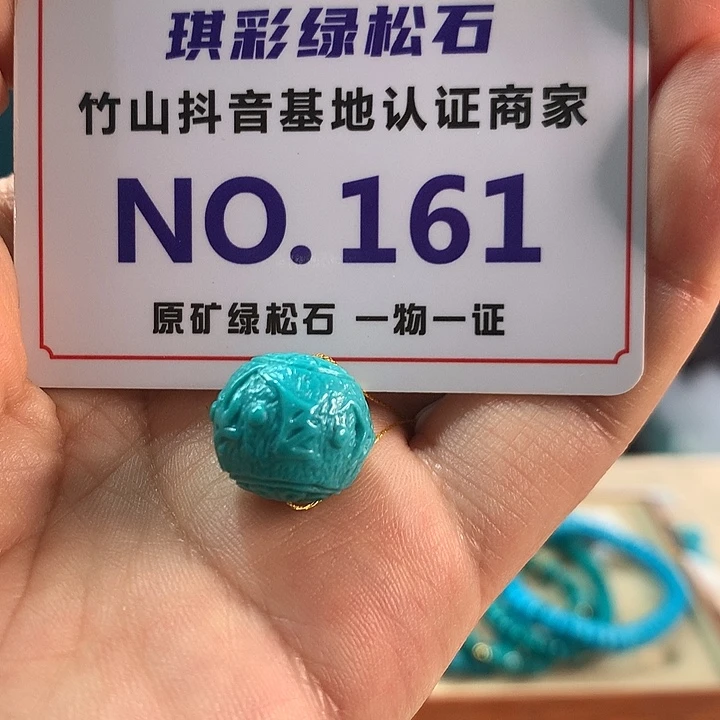 琪彩绿松石
竹山抖音基地认证商家
NO.161
原矿绿松石 一物一证